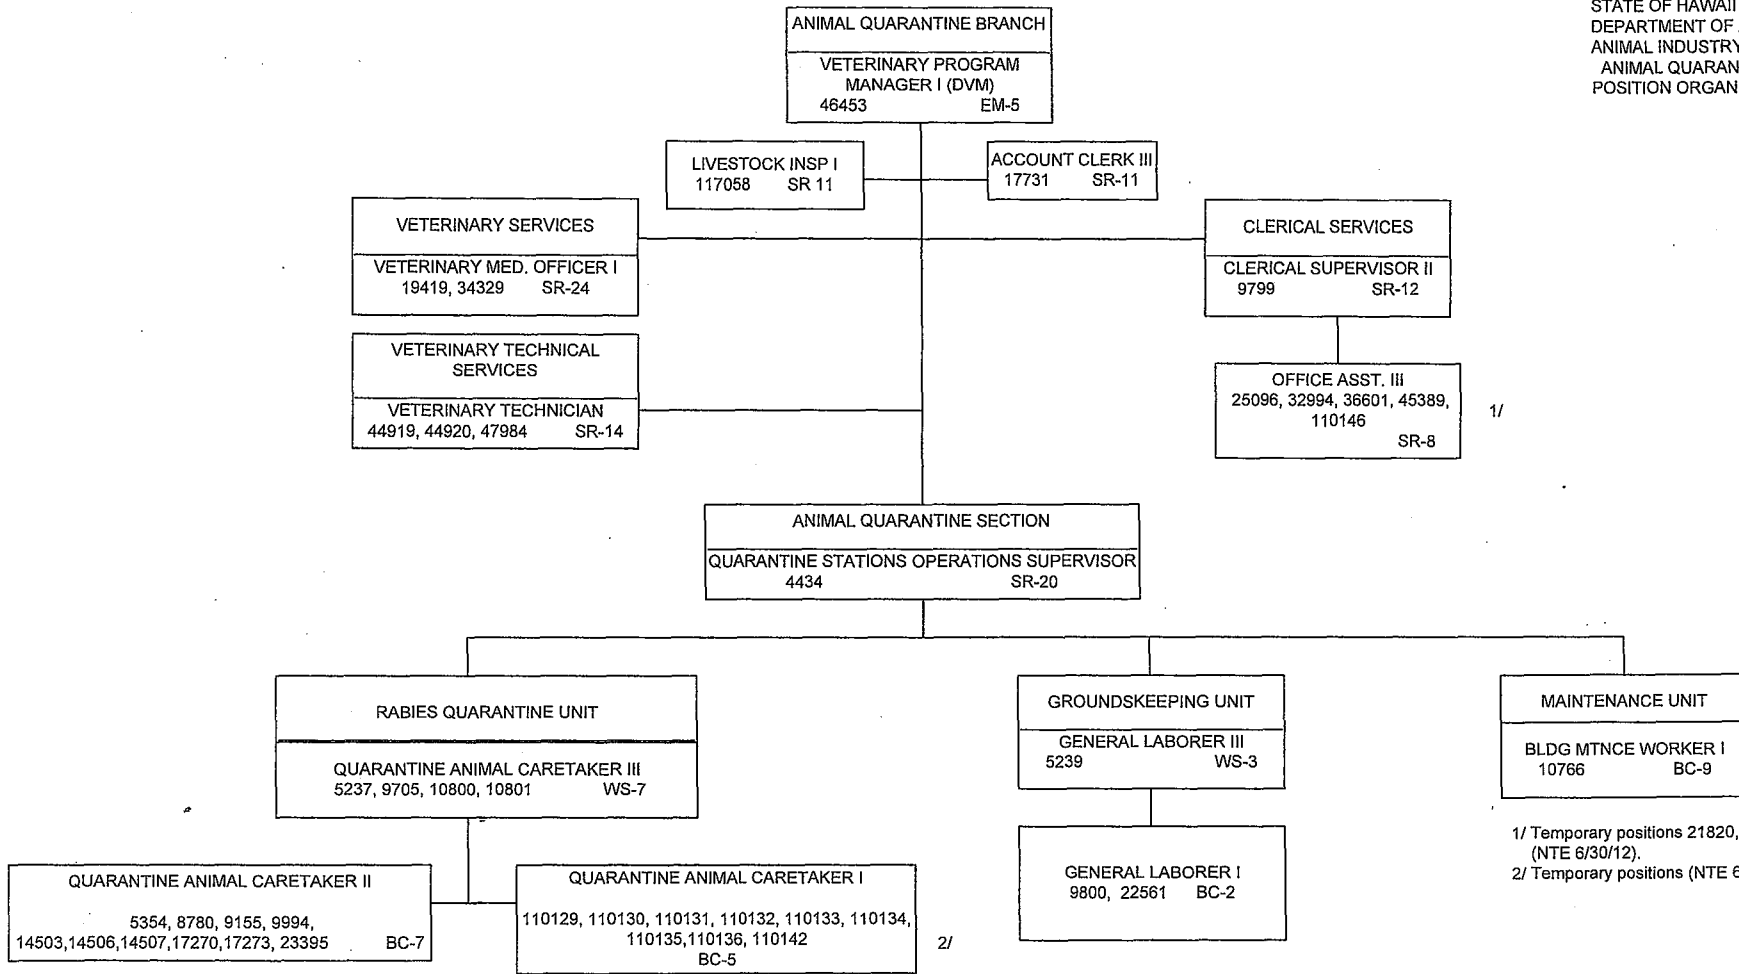 STATE OF HAWAII
DEPARTMENT OF
ANIMAL INDUSTRY
ANIMAL QUARAN
POSITION ORGAN
ANIMAL QUARANTINE BRANCH
VETERINARY PROGRAM
MANAGER I (DVM)
46453 EM-5
LIVESTOCK INSP I
117058 SR 11
ACCOUNT CLERK III
17731 SR-11
VETERINARY SERVICES
VETERINARY MED. OFFICER I
19419, 34329 SR-24
CLERICAL SERVICES
CLERICAL SUPERVISOR II
9799 SR-12
VETERINARY TECHNICAL
SERVICES
VETERINARY TECHNICIAN
44919, 44920, 47984 SR-14
OFFICE ASST. III
25096, 32994, 36601, 45389,
110146
SR-8
1/
ANIMAL QUARANTINE SECTION
QUARANTINE STATIONS OPERATIONS SUPERVISOR
4434 SR-20
RABIES QUARANTINE UNIT
QUARANTINE ANIMAL CARETAKER III
5237, 9705, 10800, 10801 WS-7
GROUNDSKEEPING UNIT
GENERAL LABORER III
5239 WS-3
MAINTENANCE UNIT
BLDG MTNCE WORKER I
10766 BC-9
QUARANTINE ANIMAL CARETAKER II
5354, 8780, 9155, 9994,
14503,14506,14507,17270,17273, 23395 BC-7
QUARANTINE ANIMAL CARETAKER I
110129, 110130, 110131, 110132, 110133, 110134,
110135,110136, 110142
BC-5
2/
GENERAL LABORER I
9800, 22561 BC-2
1/ Temporary positions 21820,
(NTE 6/30/12).
2/ Temporary positions (NTE 6